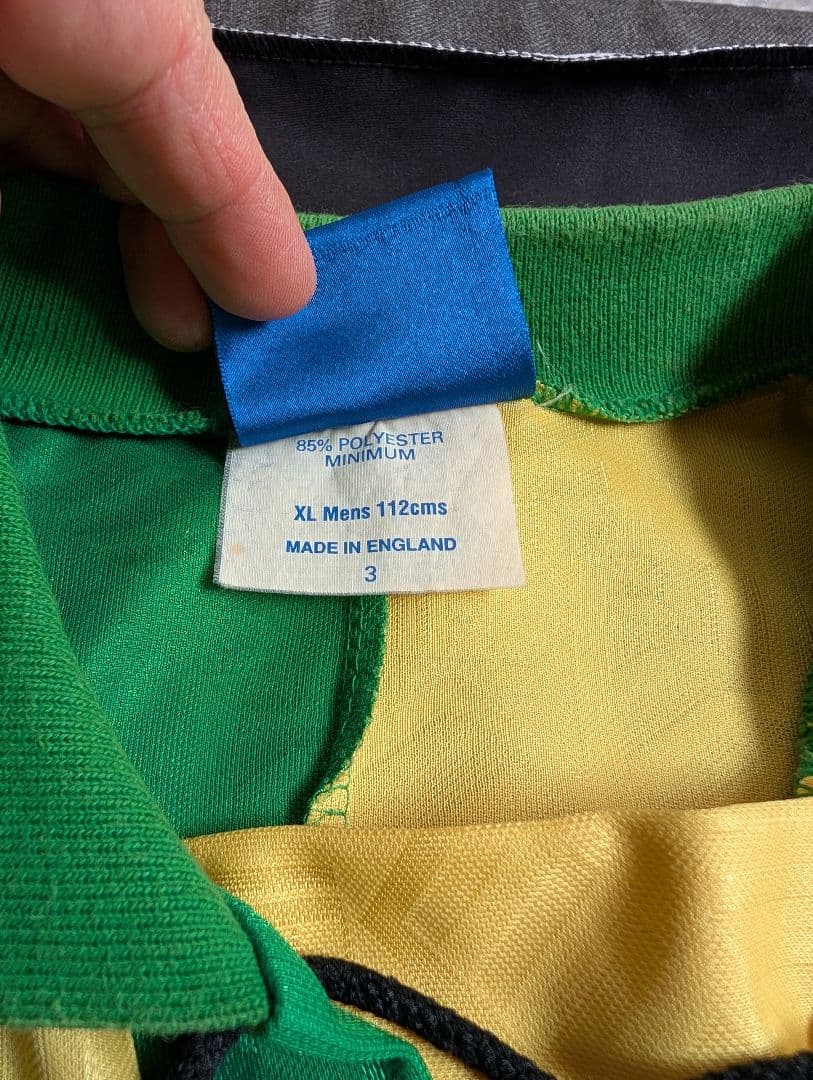 85% POLYESTER
MINIMUM
XL Mens 112cms
MADE IN ENGLAND
3